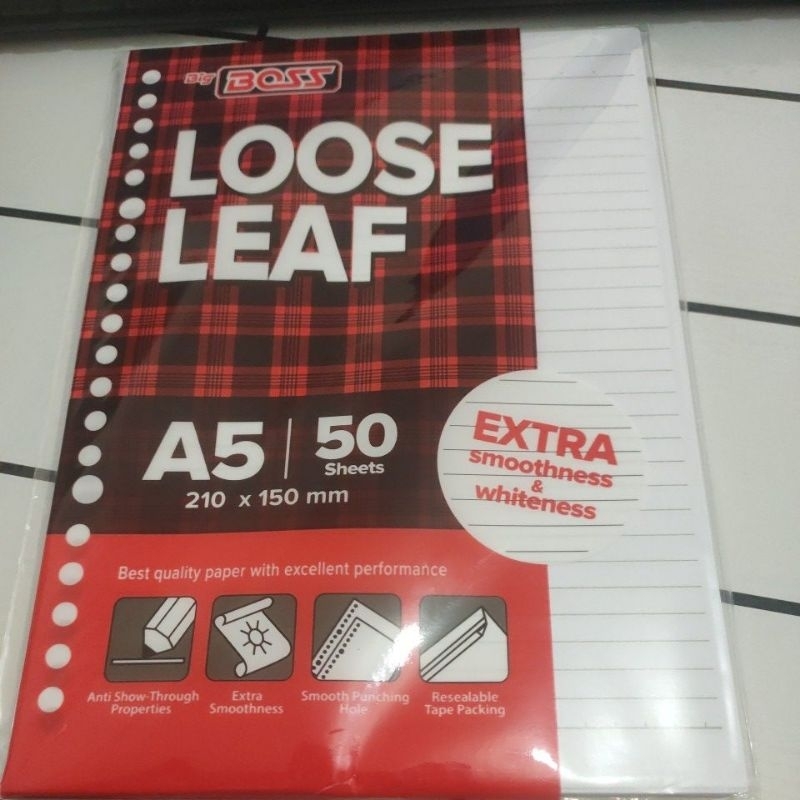 Big BOSS
LOOSE
LEAF
A5 | 50
Sheets
210 x 150 mm
EXTRA
smoothness
&
whiteness
Best quality paper with excellent performance
Anti Show-Through
Properties
Extra
Smoothness
Smooth Punching
Hole
Resealable
Tape Packing